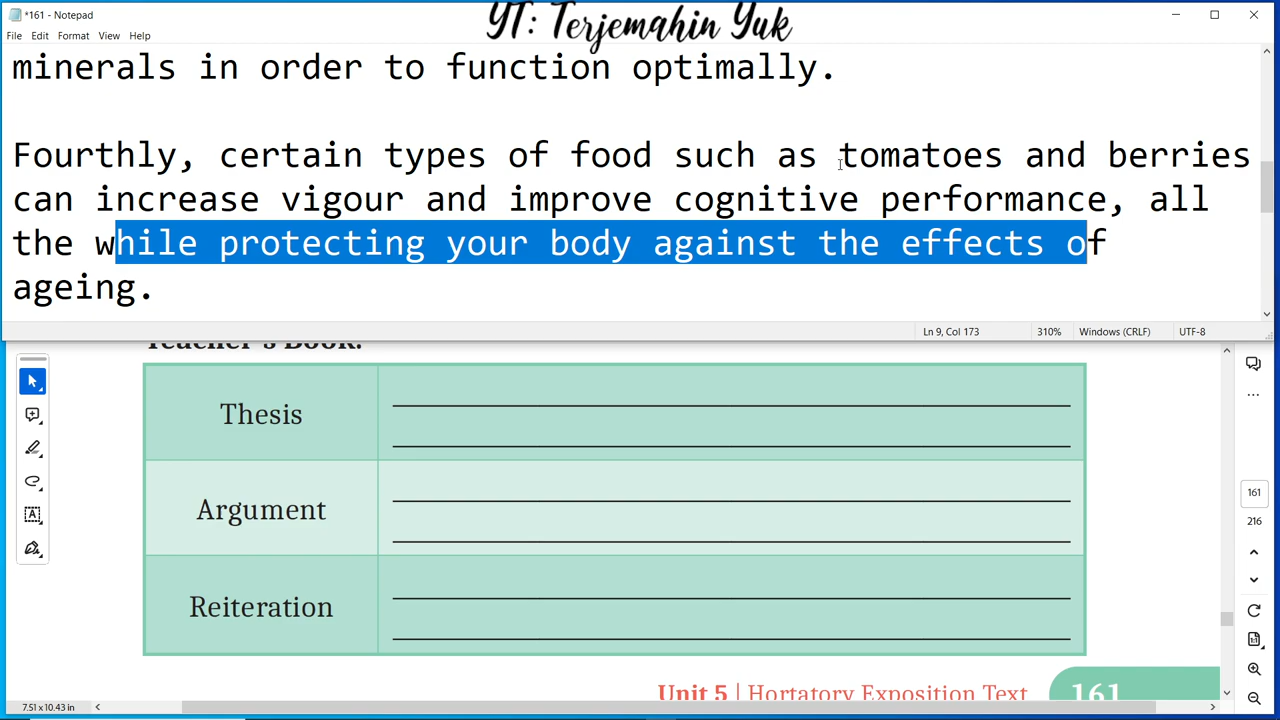 *161 - Notepad
YT: Terjemahin Yuk
File Edit Format View Help
minerals in order to function optimally.
Fourthly, certain types of food such as tomatoes and berries
can increase vigour and improve cognitive performance, all
the while protecting your body against the effects of
ageing.
Ln 9, Col 173 310% Windows (CRLF) UTF-8
Teacher's Book.
Thesis
Argument
Reiteration
161
216
Unit 5 | Hortatory Exposition Text 161
7.51 x 10.43 in